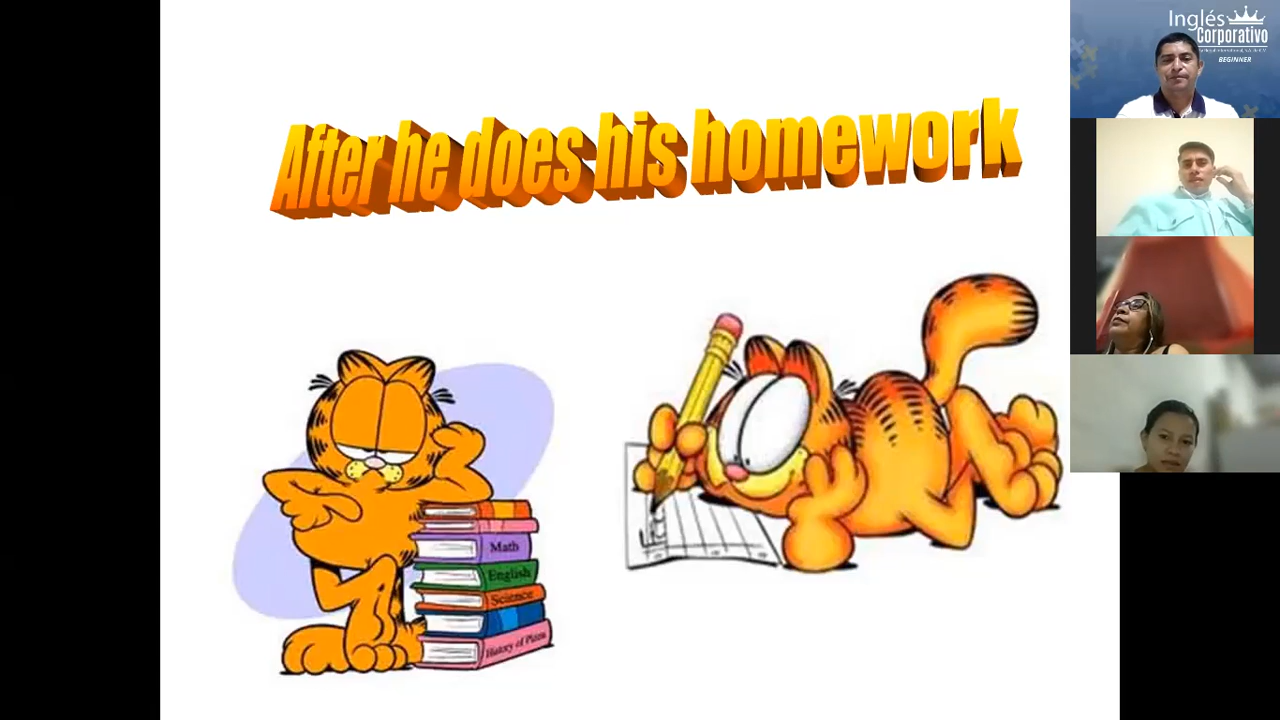 After he does his homework
Inglés
Corporativo
BEGINNER
Math
English
Science
History of Pizza